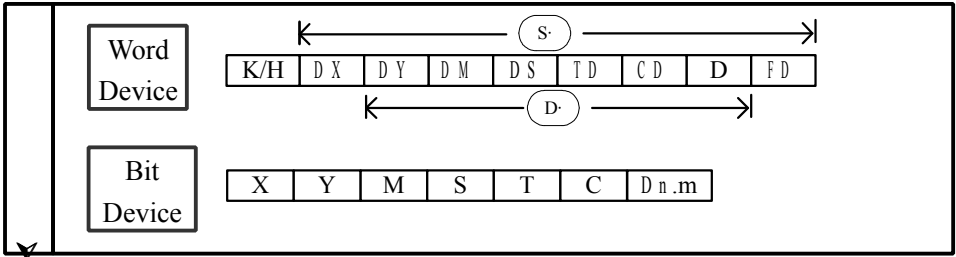 S·
Word
Device
K/H DX DY DM DS TD CD D FD
D·
Bit
Device
X Y M S T C Dn.m